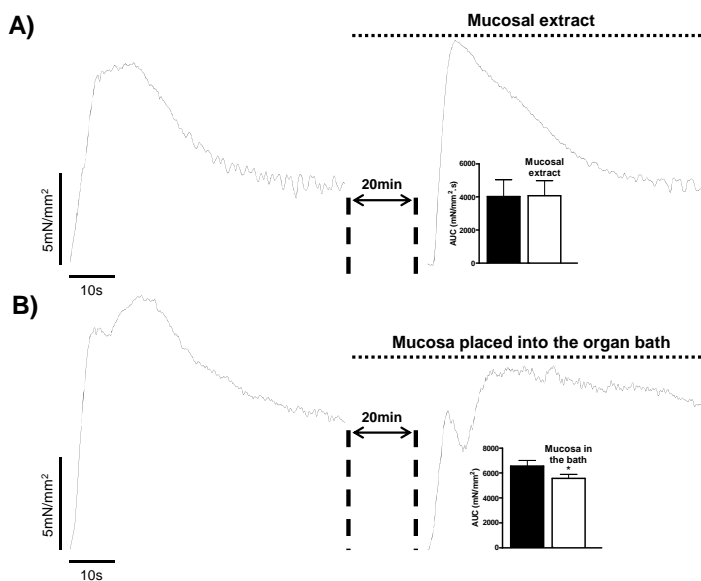 A)
Mucosal extract
5mN/mm²
10s
20min
AUC (mN/mm².s)
6000
4000
2000
0
Mucosal
extract
B)
Mucosa placed into the organ bath
5mN/mm²
10s
20min
AUC (mN/mm²)
8000
6000
4000
2000
0
Mucosa in
the bath
*